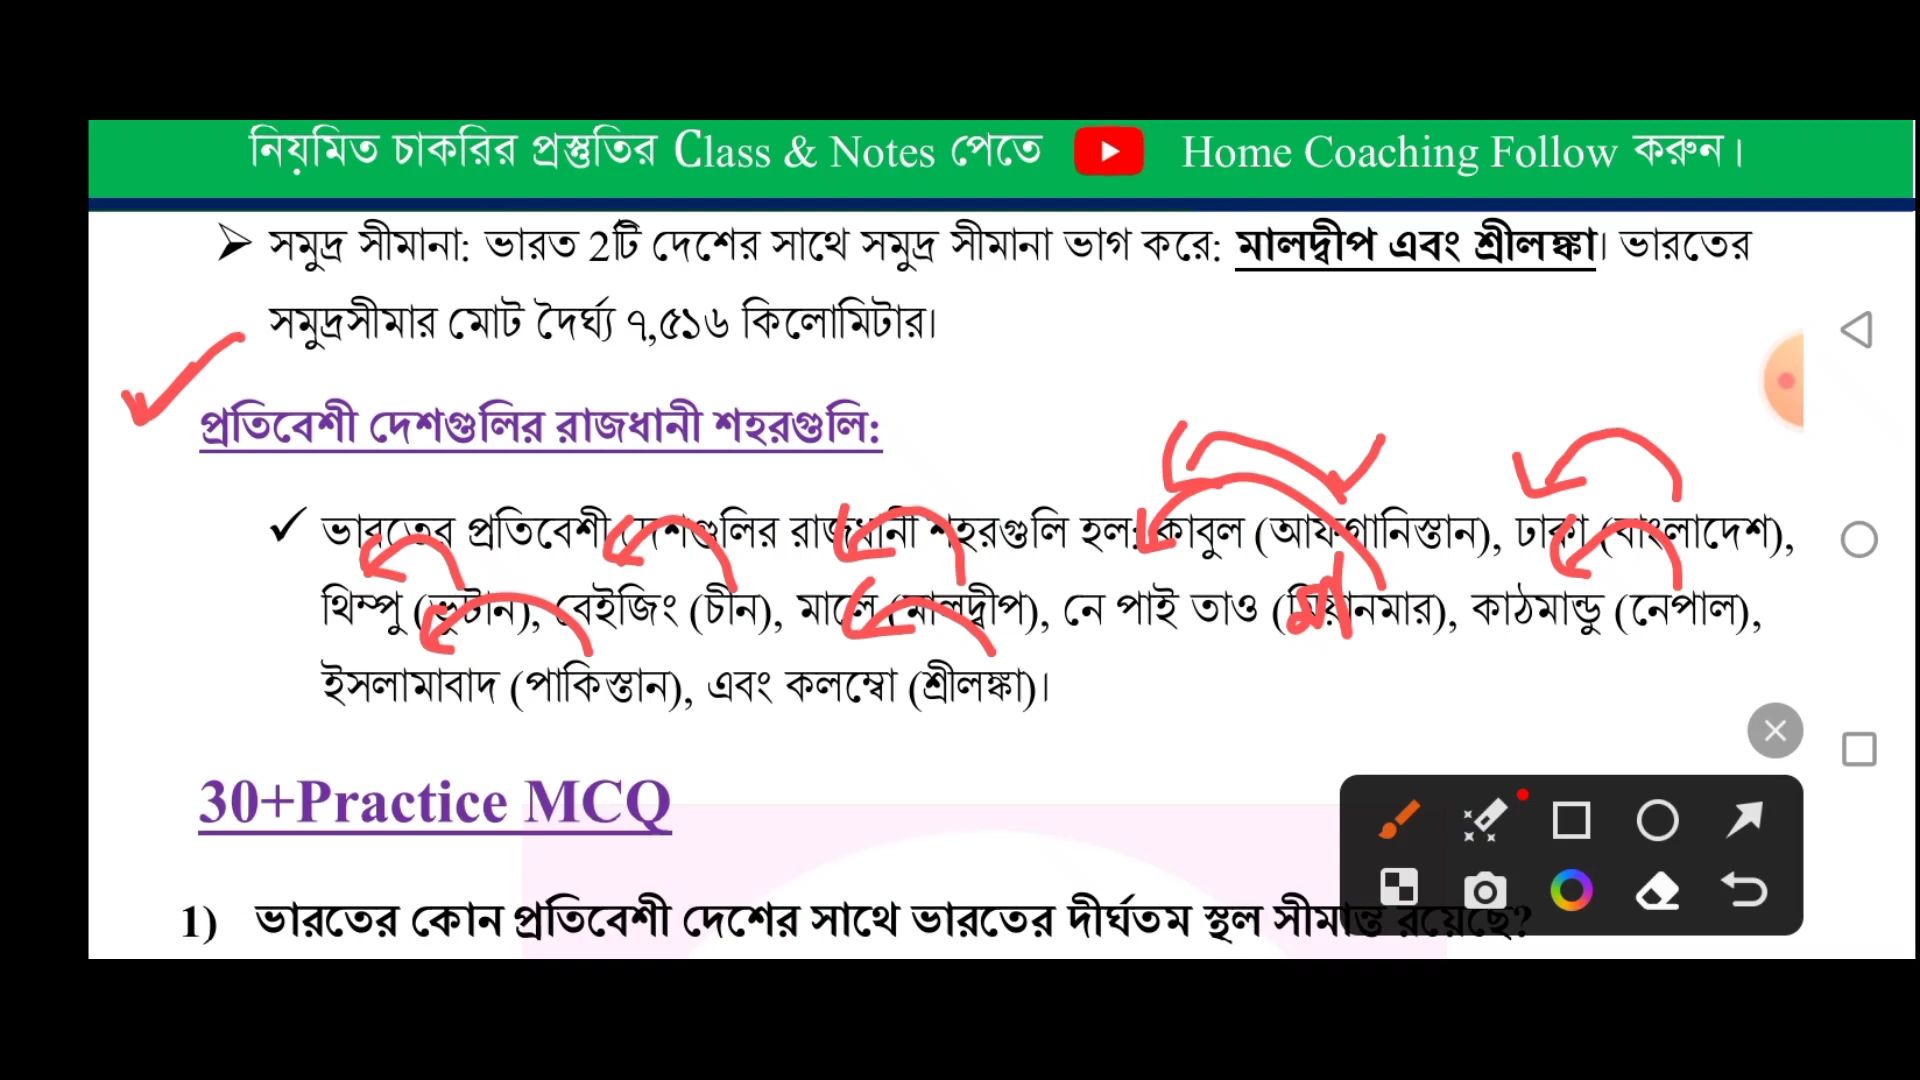 নিয়মিত চাকরির প্রস্তুতির Class & Notes পেতে Home Coaching Follow করুন।
➢ সমুদ্র সীমানা: ভারত 2টি দেশের সাথে সমুদ্র সীমানা ভাগ করে: মালদ্বীপ এবং শ্রীলঙ্কা। ভারতের
সমুদ্রসীমার মোট দৈর্ঘ্য ৭,৫১৬ কিলোমিটার।
প্রতিবেশী দেশগুলির রাজধানী শহরগুলি:
✓ ভারতের প্রতিবেশী দেশগুলির রাজধানী শহরগুলি হল: কাবুল (আফগানিস্তান), ঢাকা (বাংলাদেশ),
থিম্পু (ভুটান), বেইজিং (চীন), মালে (মালদ্বীপ), নে পাই তাও (মিয়ানমার), কাঠমান্ডু (নেপাল),
ইসলামাবাদ (পাকিস্তান), এবং কলম্বো (শ্রীলঙ্কা)।
30+Practice MCQ
1) ভারতের কোন প্রতিবেশী দেশের সাথে ভারতের দীর্ঘতম স্থল সীমান্ত রয়েছে?